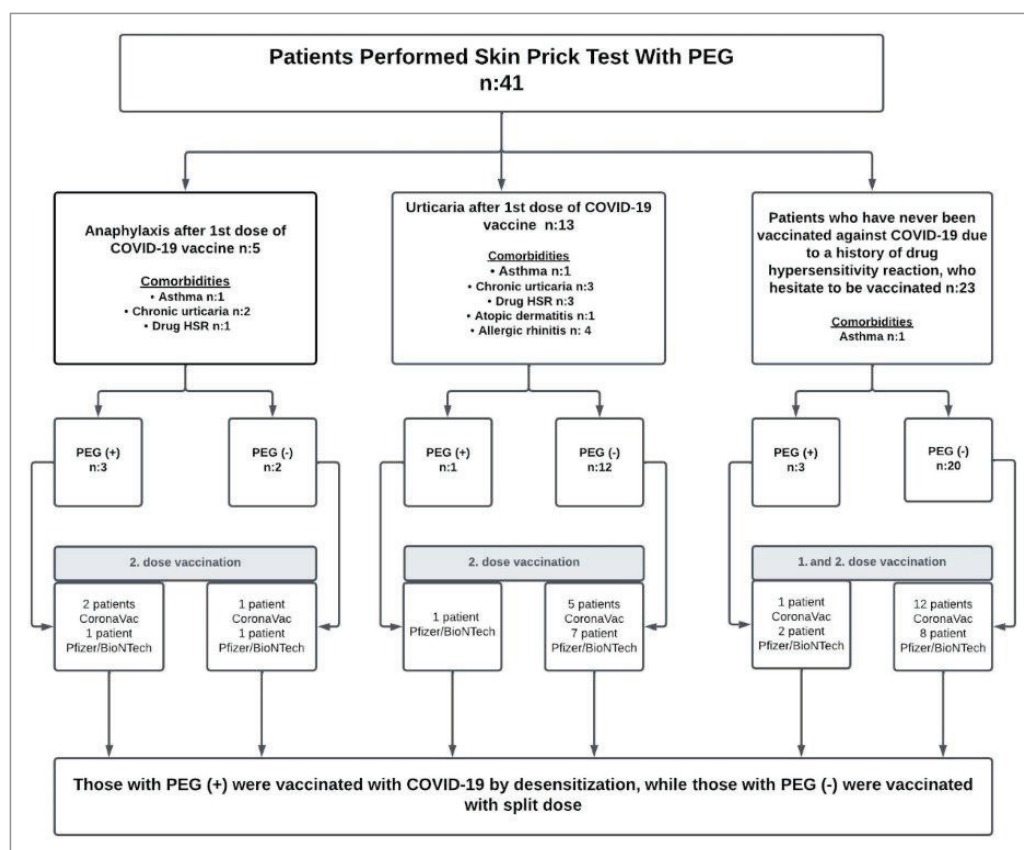 Patients Performed Skin Prick Test With PEG
n:41
Anaphylaxis after 1st dose of
COVID-19 vaccine n:5
Comorbidities
• Asthma n:1
• Chronic urticaria n:2
• Drug HSR n:1
Urticaria after 1st dose of COVID-19
vaccine n:13
Comorbidities
• Asthma n:1
• Chronic urticaria n:3
• Drug HSR n:3
• Atopic dermatitis n:1
• Allergic rhinitis n: 4
Patients who have never been
vaccinated against COVID-19 due
to a history of drug
hypersensitivity reaction, who
hesitate to be vaccinated n:23
Comorbidities
Asthma n:1
PEG (+)
n:3
PEG (-)
n:2
PEG (+)
n:1
PEG (-)
n:12
PEG (+)
n:3
PEG (-)
n:20
2. dose vaccination
2. dose vaccination
1. and 2. dose vaccination
2 patients
CoronaVac
1 patient
Pfizer/BioNTech
1 patient
CoronaVac
1 patient
Pfizer/BioNTech
1 patient
Pfizer/BioNTech
5 patients
CoronaVac
7 patient
Pfizer/BioNTech
1 patient
CoronaVac
2 patient
Pfizer/BioNTech
12 patients
CoronaVac
8 patient
Pfizer/BioNTech
Those with PEG (+) were vaccinated with COVID-19 by desensitization, while those with PEG (-) were vaccinated
with split dose